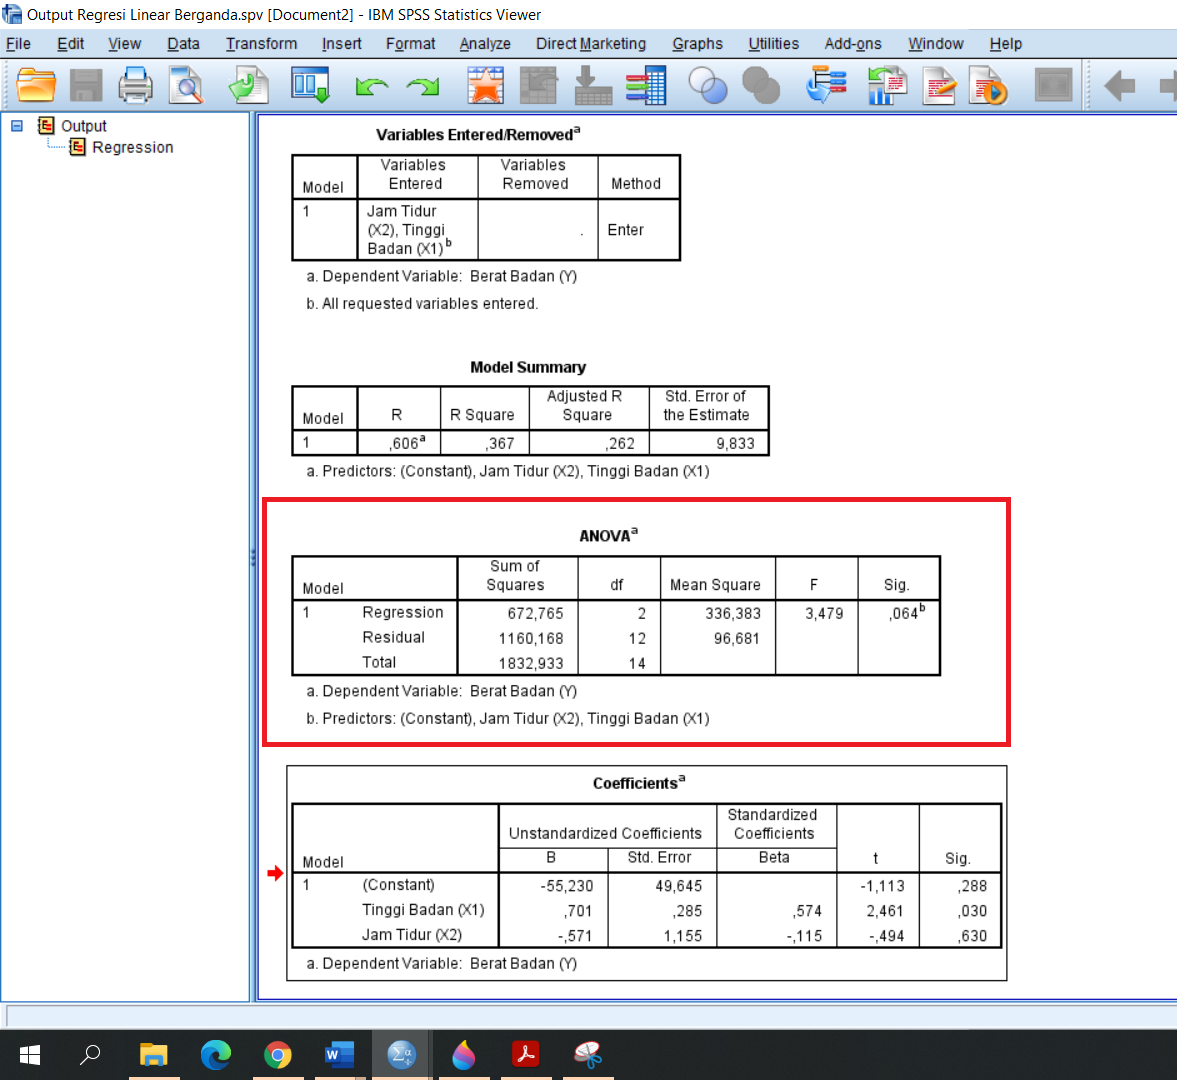 Output Regresi Linear Berganda.spv [Document2] - IBM SPSS Statistics Viewer
File Edit View Data Transform Insert Format Analyze Direct Marketing Graphs Utilities Add-ons Window Help
Output
Regression
Variables Entered/Removedᵃ
Model Variables Entered Variables Removed Method
1 Jam Tidur (X2), Tinggi Badan (X1)ᵇ . Enter
a. Dependent Variable: Berat Badan (Y)
b. All requested variables entered.
Model Summary
Model R R Square Adjusted R Square Std. Error of the Estimate
1 ,606ᵃ ,367 ,262 9,833
a. Predictors: (Constant), Jam Tidur (X2), Tinggi Badan (X1)
ANOVAᵃ
Model Sum of Squares df Mean Square F Sig.
1 Regression 672,765 2 336,383 3,479 ,064ᵇ
Residual 1160,168 12 96,681
Total 1832,933 14
a. Dependent Variable: Berat Badan (Y)
b. Predictors: (Constant), Jam Tidur (X2), Tinggi Badan (X1)
Coefficientsᵃ
Model Unstandardized Coefficients Standardized Coefficients t Sig.
B Std. Error Beta
1 (Constant) -55,230 49,645 -1,113 ,288
Tinggi Badan (X1) ,701 ,285 ,574 2,461 ,030
Jam Tidur (X2) -,571 1,155 -,115 -,494 ,630
a. Dependent Variable: Berat Badan (Y)